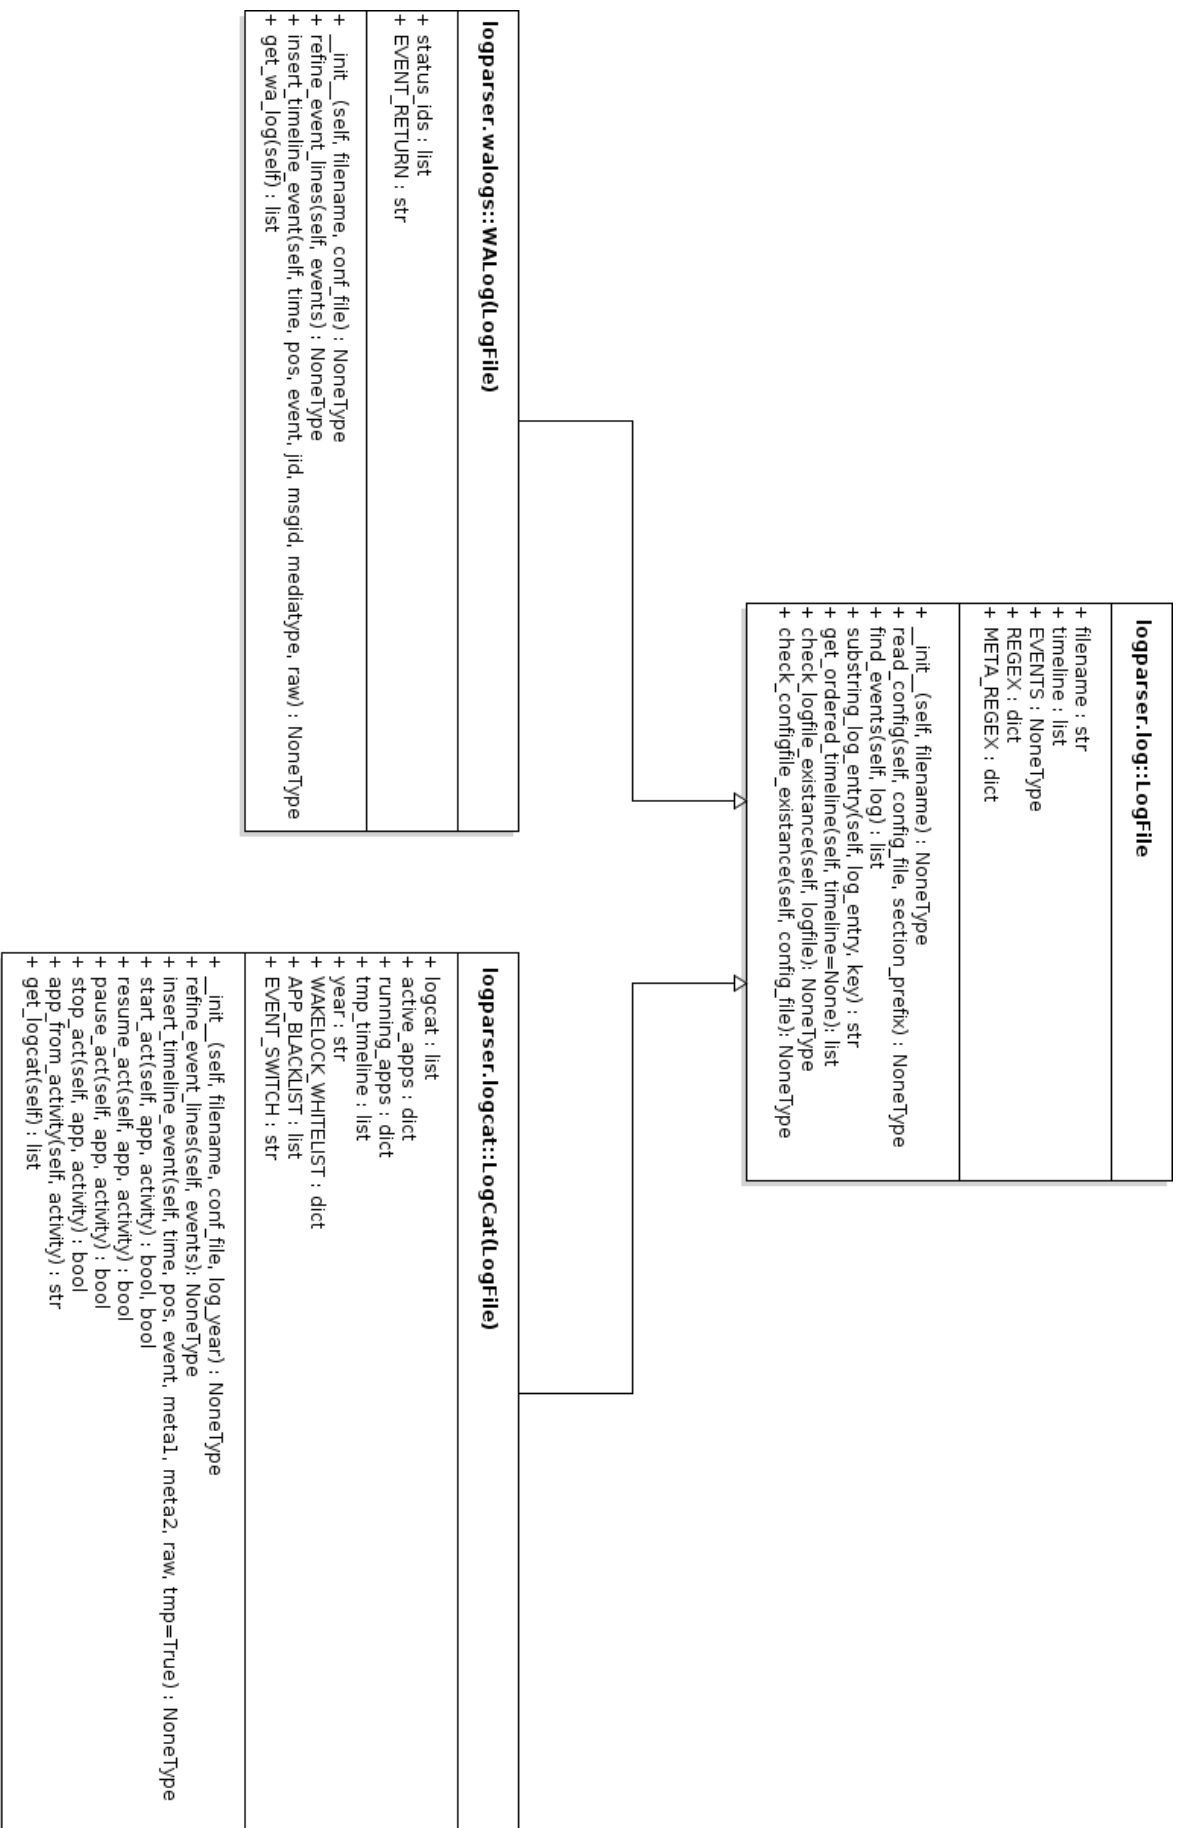 logparser.log::LogFile
+ filename : str
+ timeline : list
+ EVENTS : NoneType
+ REGEX : dict
+ META_REGEX : dict
+ __init__(self, filename) : NoneType
+ read_config(self, config_file, section_prefix) : NoneType
+ find_events(self, log) : list
+ substring_log_entry(self, log_entry, key) : str
+ get_ordered_timeline(self, timeline=None): list
+ check_logfile_existance(self, logfile): NoneType
+ check_configfile_existance(self, config_file): NoneType
logparser.walogs::WALog(LogFile)
+ status_ids : list
+ EVENT_RETURN : str
+ __init__(self, filename, conf_file) : NoneType
+ refine_event_lines(self, events) : NoneType
+ insert_timeline_event(self, time, pos, event, jid, msgid, mediatype, raw) : NoneType
+ get_wa_log(self) : list
logparser.logcat::LogCat(LogFile)
+ logcat : list
+ active_apps : dict
+ running_apps : dict
+ tmp_timeline : list
+ year : str
+ WAKELOCK_WHITELIST : dict
+ APP_BLACKLIST : list
+ EVENT_SWITCH : str
+ __init__(self, filename, conf_file, log_year) : NoneType
+ refine_event_lines(self, events): NoneType
+ insert_timeline_event(self, time, pos, event, meta1, meta2, raw, tmp=True) : NoneType
+ start_act(self, app, activity) : bool, bool
+ resume_act(self, app, activity) : bool
+ pause_act(self, app, activity) : bool
+ stop_act(self, app, activity) : bool
+ app_from_activity(self, activity) : str
+ get_logcat(self) : list